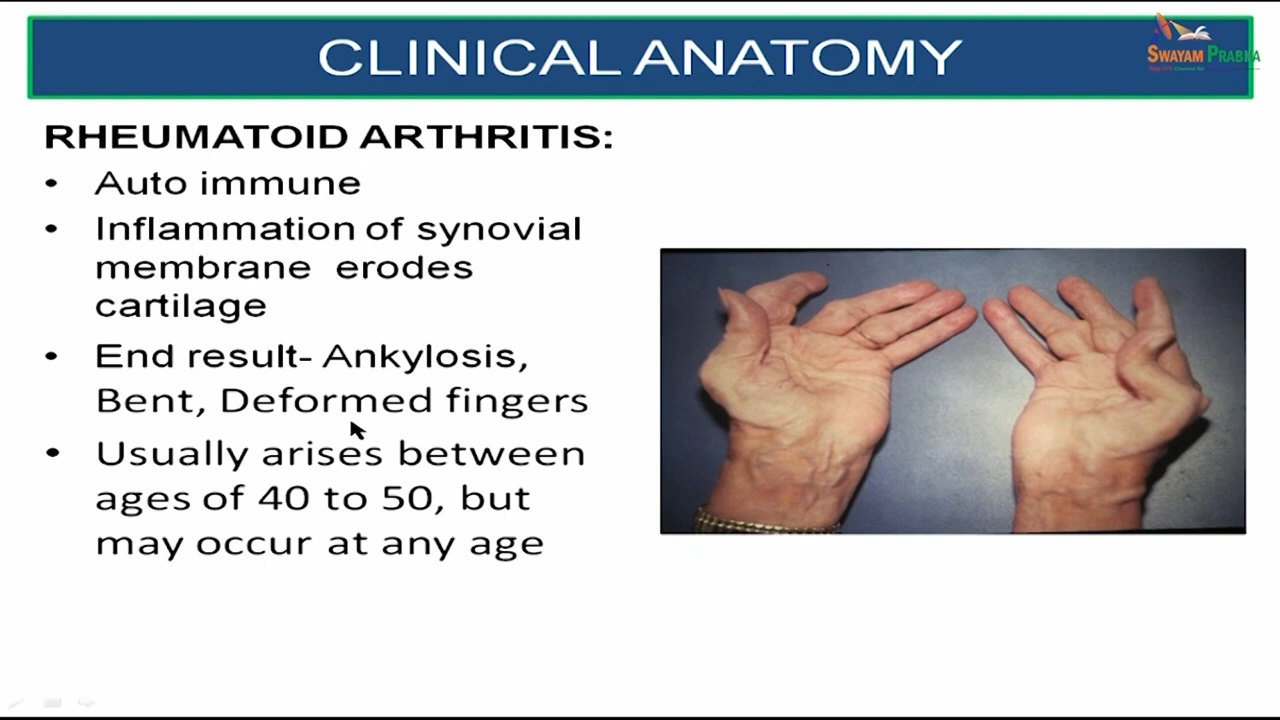 CLINICAL ANATOMY
SWAYAM PRABHA
RHEUMATOID ARTHRITIS:
• Auto immune
• Inflammation of synovial
membrane erodes
cartilage
• End result- Ankylosis,
Bent, Deformed fingers
• Usually arises between
ages of 40 to 50, but
may occur at any age